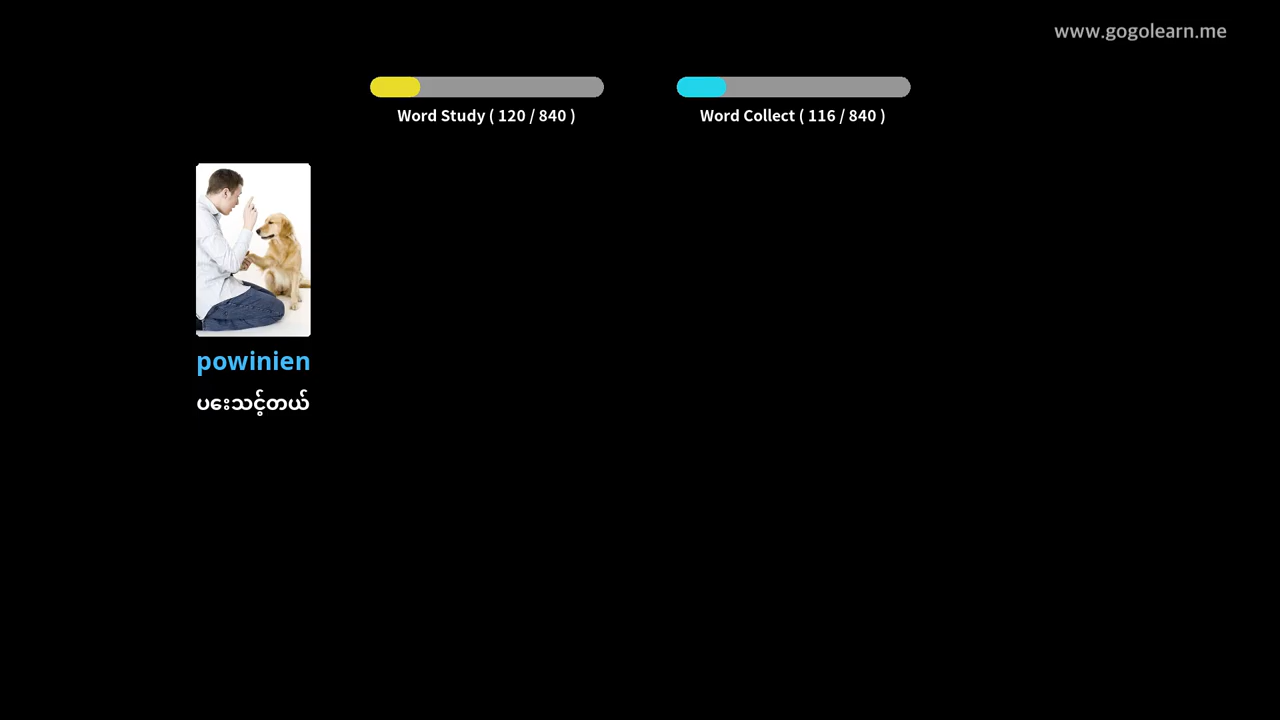 www.gogolearn.me
Word Study ( 120 / 840 )
Word Collect ( 116 / 840 )
powinien
ပေးသင့်တယ်